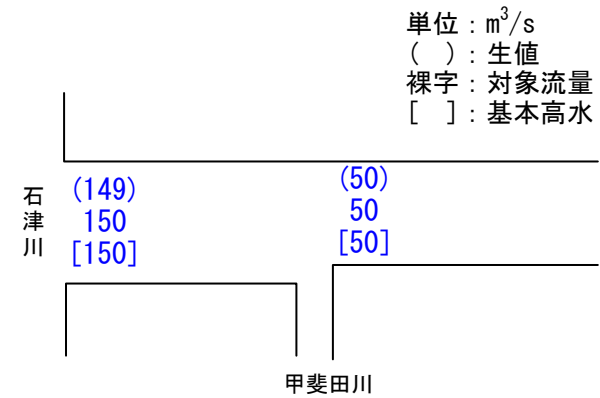 単位：m³/s
(　)：生値
裸字：対象流量
[　]：基本高水
石津川
(149)
150
[150]
(50)
50
[50]
甲斐田川